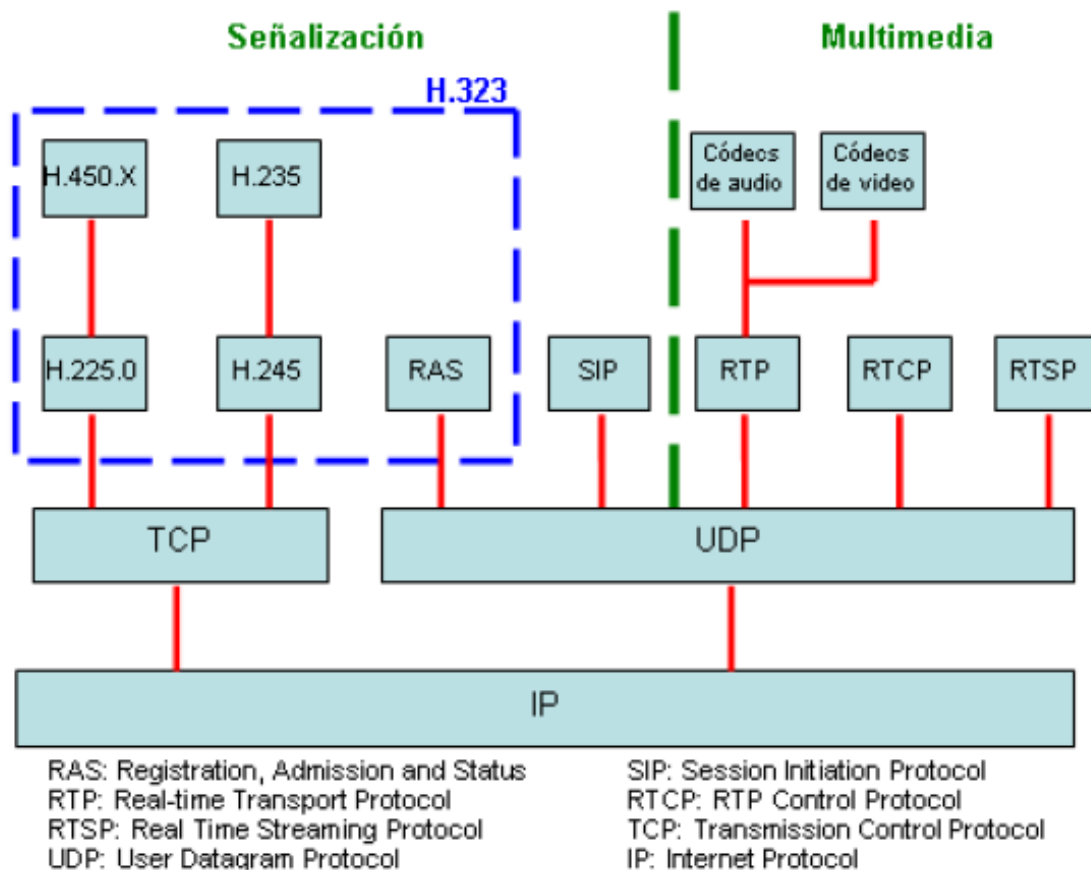 Señalización
Multimedia
H.323
H.450.X
H.235
Códecs
de audio
Códecs
de video
H.225.0
H.245
RAS
SIP
RTP
RTCP
RTSP
TCP
UDP
IP
RAS: Registration, Admission and Status
SIP: Session Initiation Protocol
RTP: Real-time Transport Protocol
RTCP: RTP Control Protocol
RTSP: Real Time Streaming Protocol
TCP: Transmission Control Protocol
UDP: User Datagram Protocol
IP: Internet Protocol